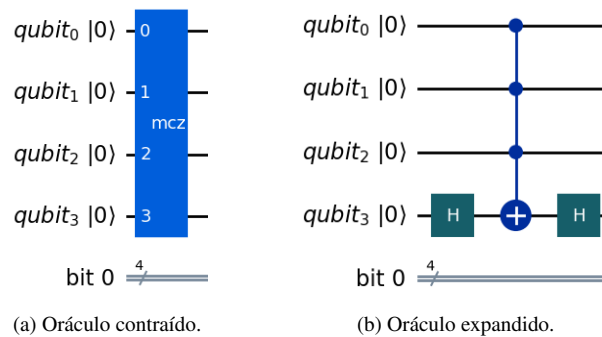 qubit₀ |0⟩ 0
qubit₁ |0⟩ 1
mcz
qubit₂ |0⟩ 2
qubit₃ |0⟩ 3
4
bit 0
(a) Oráculo contraído.
qubit₀ |0⟩
qubit₁ |0⟩
qubit₂ |0⟩
qubit₃ |0⟩ H + H
4
bit 0
(b) Oráculo expandido.